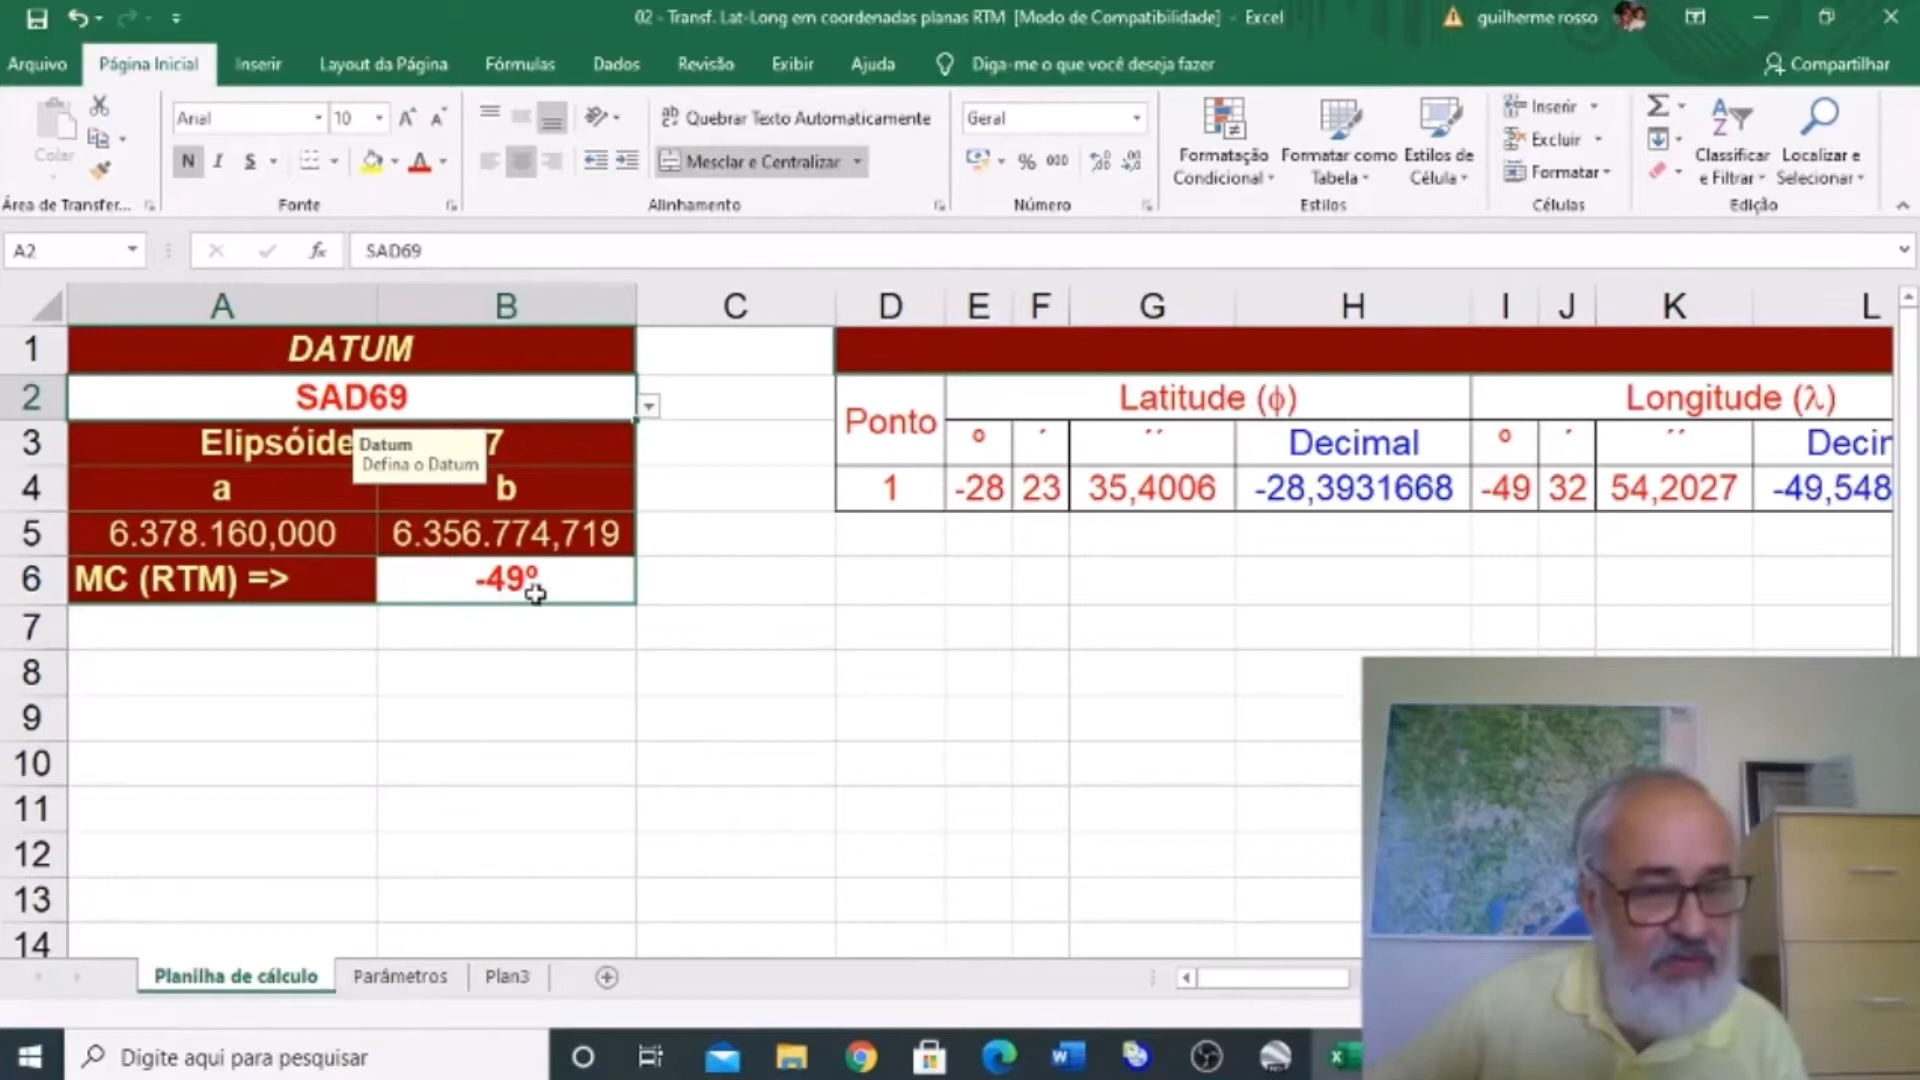 02 - Transf. Lat-Long em coordenadas planas RTM [Modo de Compatibilidade] - Excel
guilherme rosso
Arquivo Página Inicial Inserir Layout da Página Fórmulas Dados Revisão Exibir Ajuda Diga-me o que você deseja fazer Compartilhar
Colar
Área de Transfer...
Arial 10
N I S
Fonte
Quebrar Texto Automaticamente
Mesclar e Centralizar
Alinhamento
Geral
% 000
Número
Formatação Condicional
Formatar como Tabela
Estilos de Célula
Estilos
Inserir
Excluir
Formatar
Células
Classificar e Filtrar
Localizar e Selecionar
Edição
A2 fx SAD69
A B C D E F G H I J K L
1 DATUM
2 SAD69 Ponto Latitude (ϕ) Longitude (λ)
3 Elipsóide 7 º ´ ´´ Decimal º ´ ´´ Decir
Datum
Defina o Datum
4 a b 1 -28 23 35,4006 -28,3931668 -49 32 54,2027 -49,548
5 6.378.160,000 6.356.774,719
6 MC (RTM) => -49º
7
8
9
10
11
12
13
14
Planilha de cálculo Parâmetros Plan3
Digite aqui para pesquisar